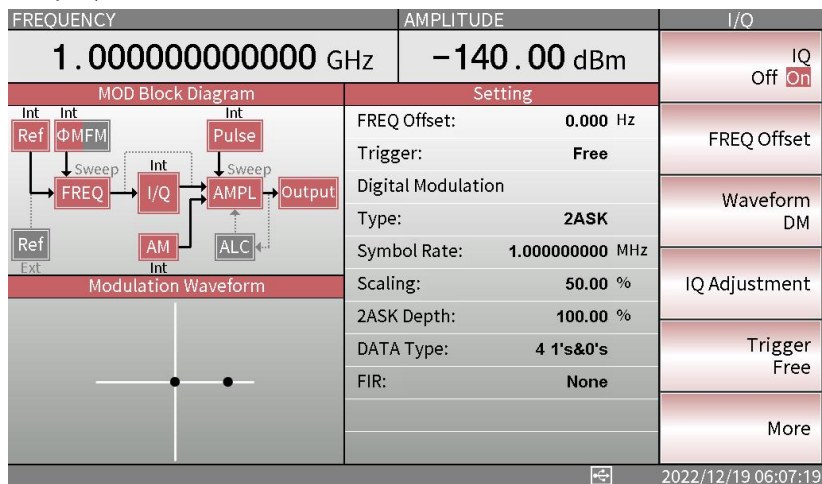 FREQUENCY
AMPLITUDE
I/Q
1.000000000000 GHz
-140.00 dBm
IQ
Off On
MOD Block Diagram
Setting
Int
Int
Int
Ref
ΦM
FM
Pulse
Sweep
Int
Sweep
FREQ
I/Q
AMPL
Output
Ref
AM
ALC
Ext
Int
FREQ Offset: 0.000 Hz
Trigger: Free
Digital Modulation
Type: 2ASK
Symbol Rate: 1.000000000 MHz
Scaling: 50.00 %
2ASK Depth: 100.00 %
DATA Type: 4 1's&0's
FIR: None
FREQ Offset
Waveform
DM
IQ Adjustment
Trigger
Free
More
Modulation Waveform
2022/12/19 06:07:19